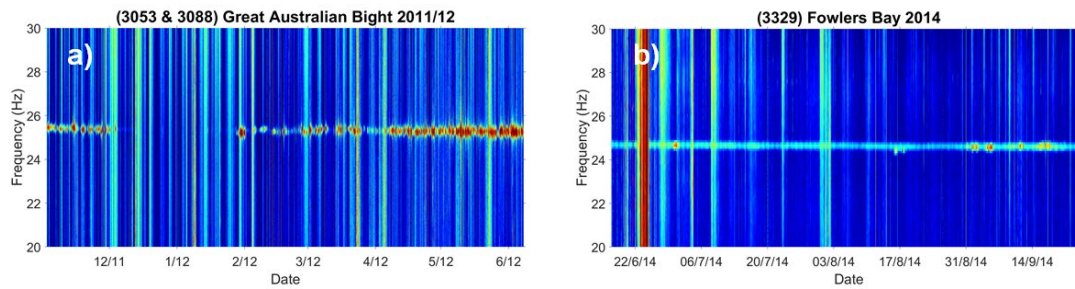 (3053 & 3088) Great Australian Bight 2011/12
a)
30
28
26
24
22
20
Frequency (Hz)
12/11 1/12 2/12 3/12 4/12 5/12 6/12
Date
(3329) Fowlers Bay 2014
b)
30
28
26
24
22
20
Frequency (Hz)
22/6/14 06/7/14 20/7/14 03/8/14 17/8/14 31/8/14 14/9/14
Date